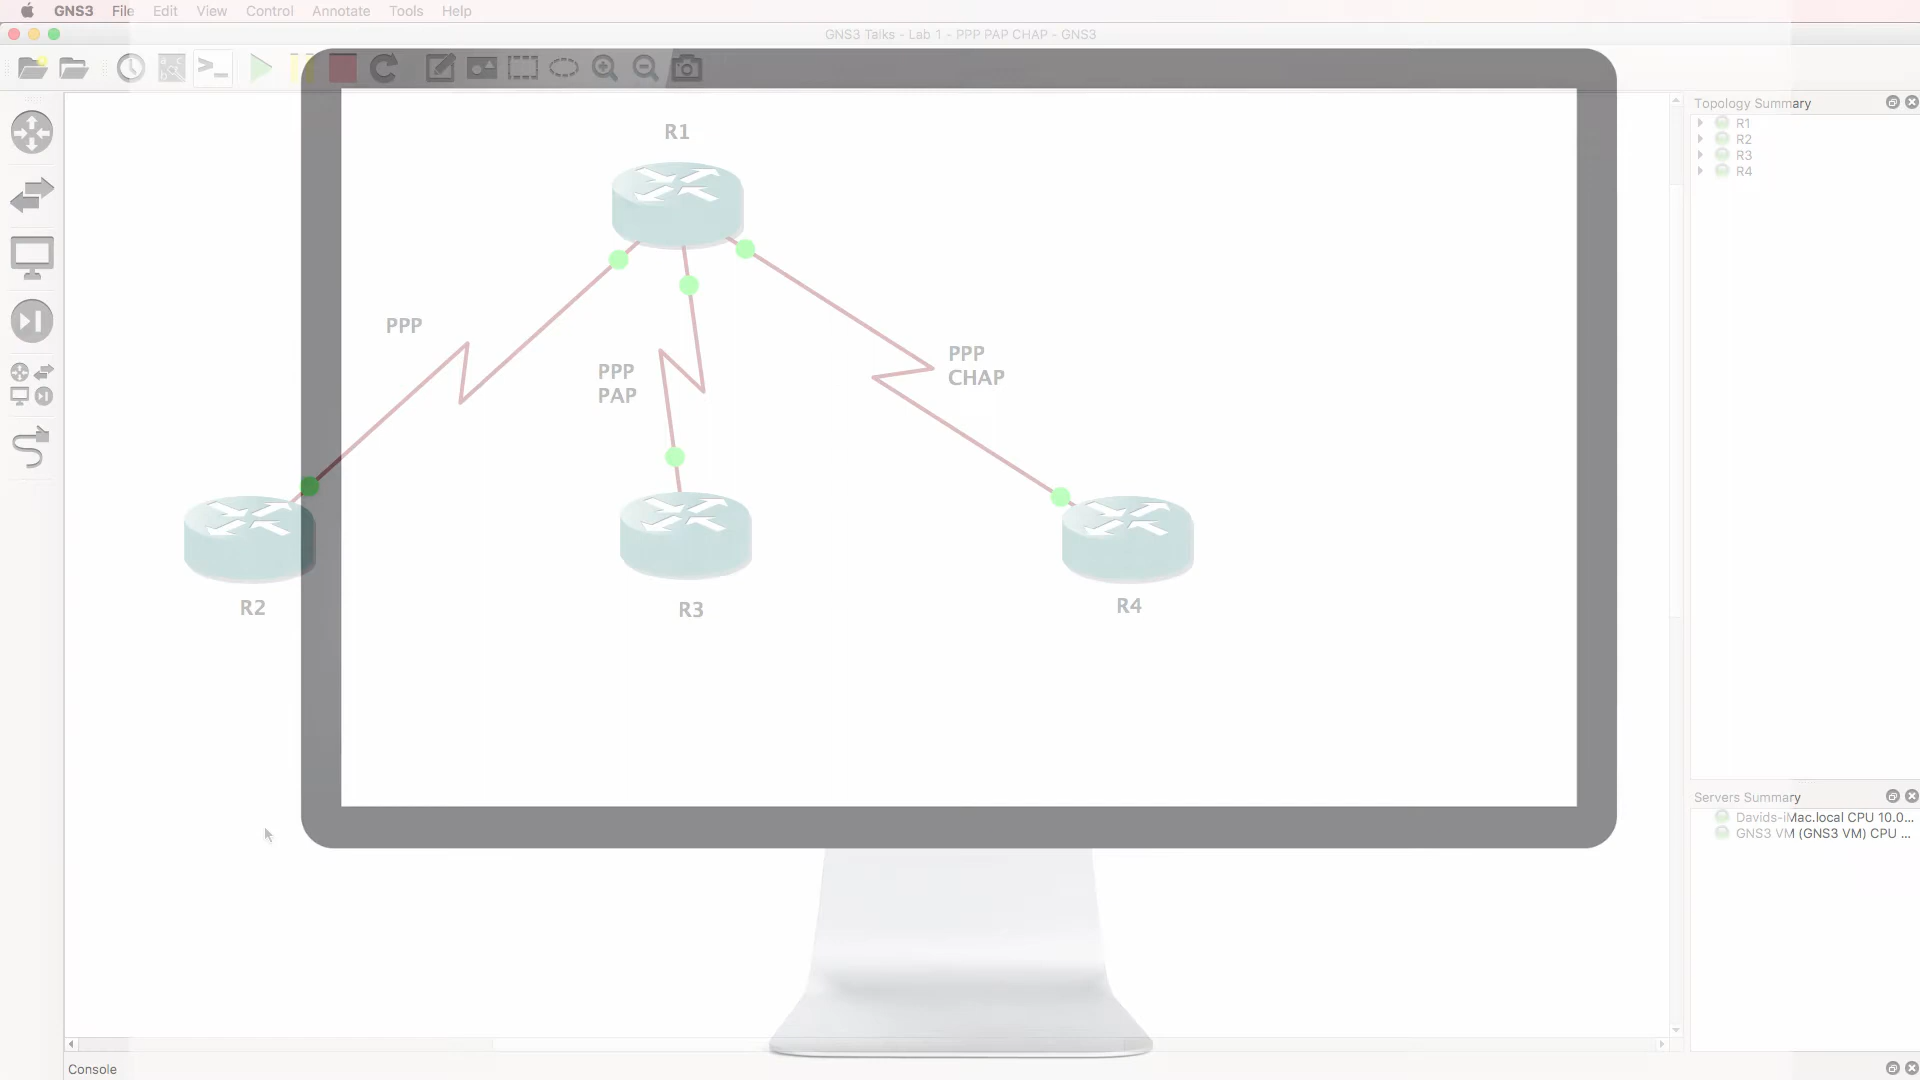 GNS3 File Edit View Control Annotate Tools Help
GNS3 Talks - Lab 1 - PPP PAP CHAP - GNS3
Topology Summary
R1
R2
R3
R4
R1
PPP
PPP
PAP
PPP
CHAP
R2
R3
R4
Servers Summary
Davids-iMac.local CPU 10.0...
GNS3 VM (GNS3 VM) CPU ...
Console